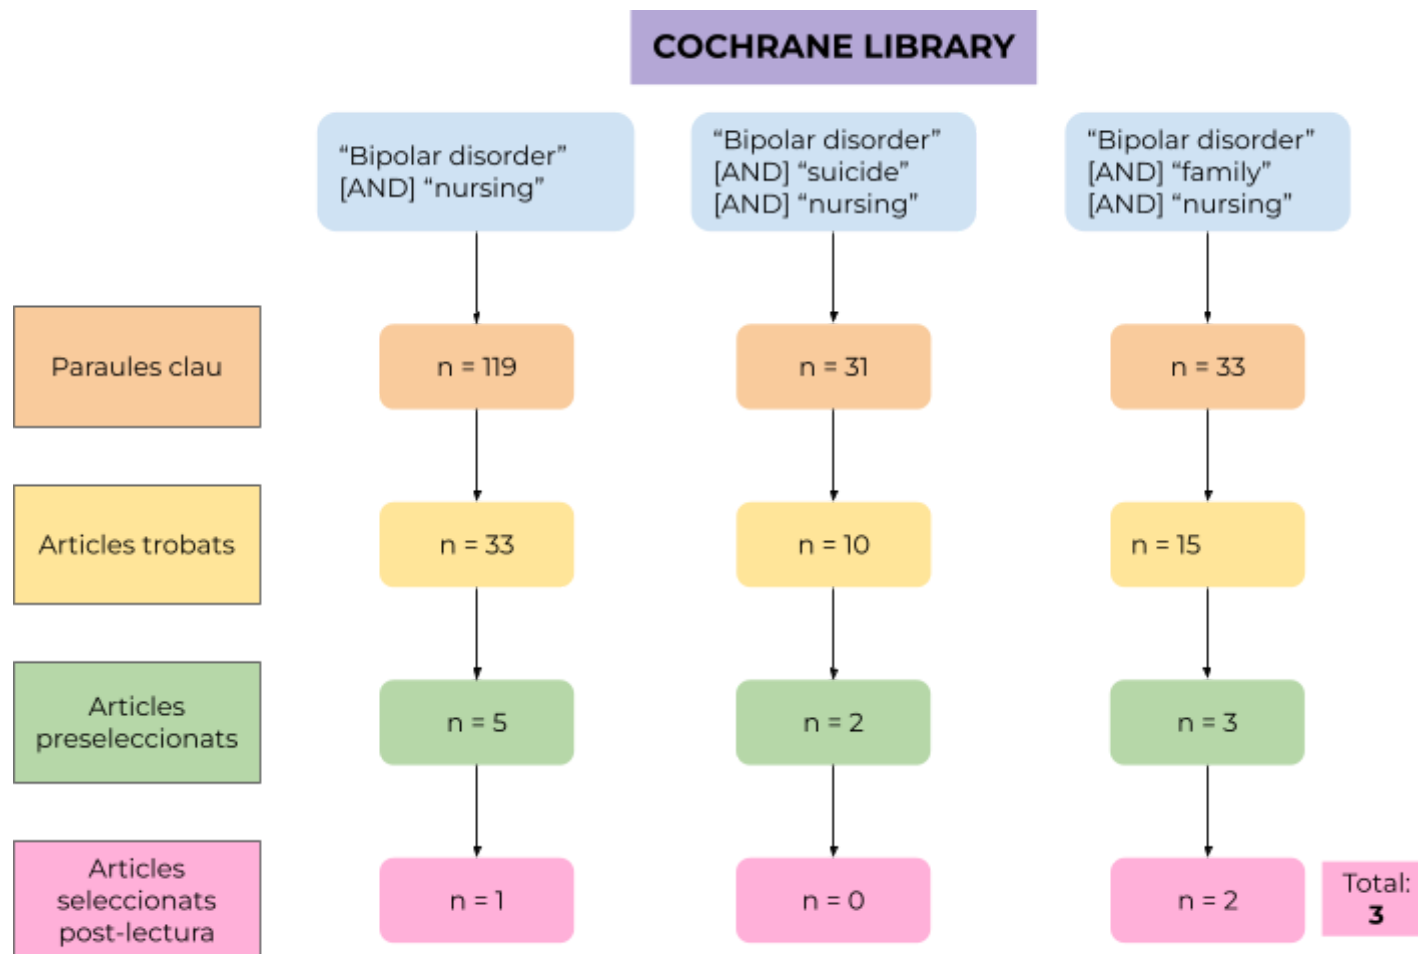 COCHRANE LIBRARY
“Bipolar disorder”
[AND] “nursing”
“Bipolar disorder”
[AND] “suicide”
[AND] “nursing”
“Bipolar disorder”
[AND] “family”
[AND] “nursing”
Paraules clau
n = 119
n = 31
n = 33
Articles trobats
n = 33
n = 10
n = 15
Articles
preseleccionats
n = 5
n = 2
n = 3
Articles
seleccionats
post-lectura
n = 1
n = 0
n = 2
Total:
3